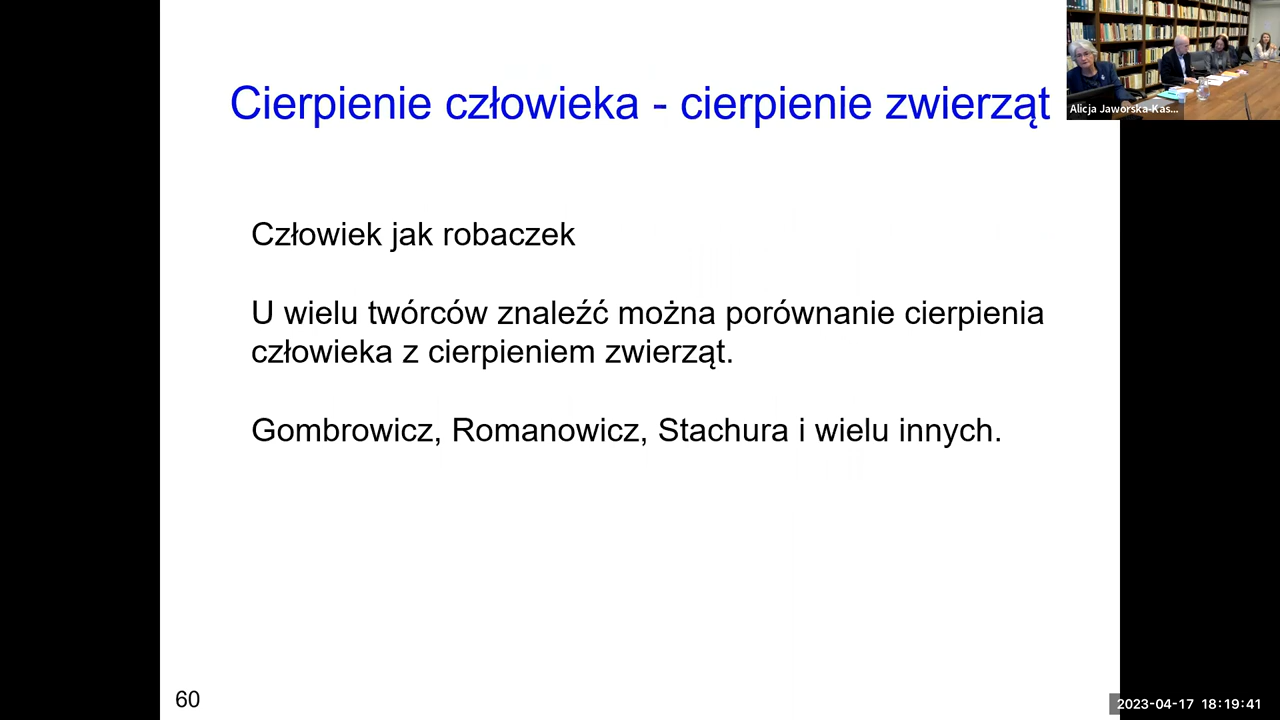 Cierpienie człowieka - cierpienie zwierząt
Alicja Jaworska-Kas...
Człowiek jak robaczek
U wielu twórców znaleźć można porównanie cierpienia
człowieka z cierpieniem zwierząt.
Gombrowicz, Romanowicz, Stachura i wielu innych.
60
2023-04-17 18:19:41